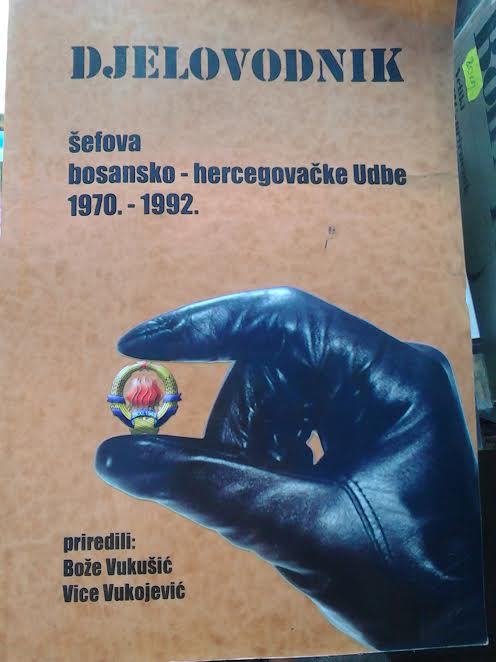 DJELOVODNIK
šefova
bosansko - hercegovačke Udbe
1970. - 1992.
priredili:
Bože Vukušić
Vice Vukojević